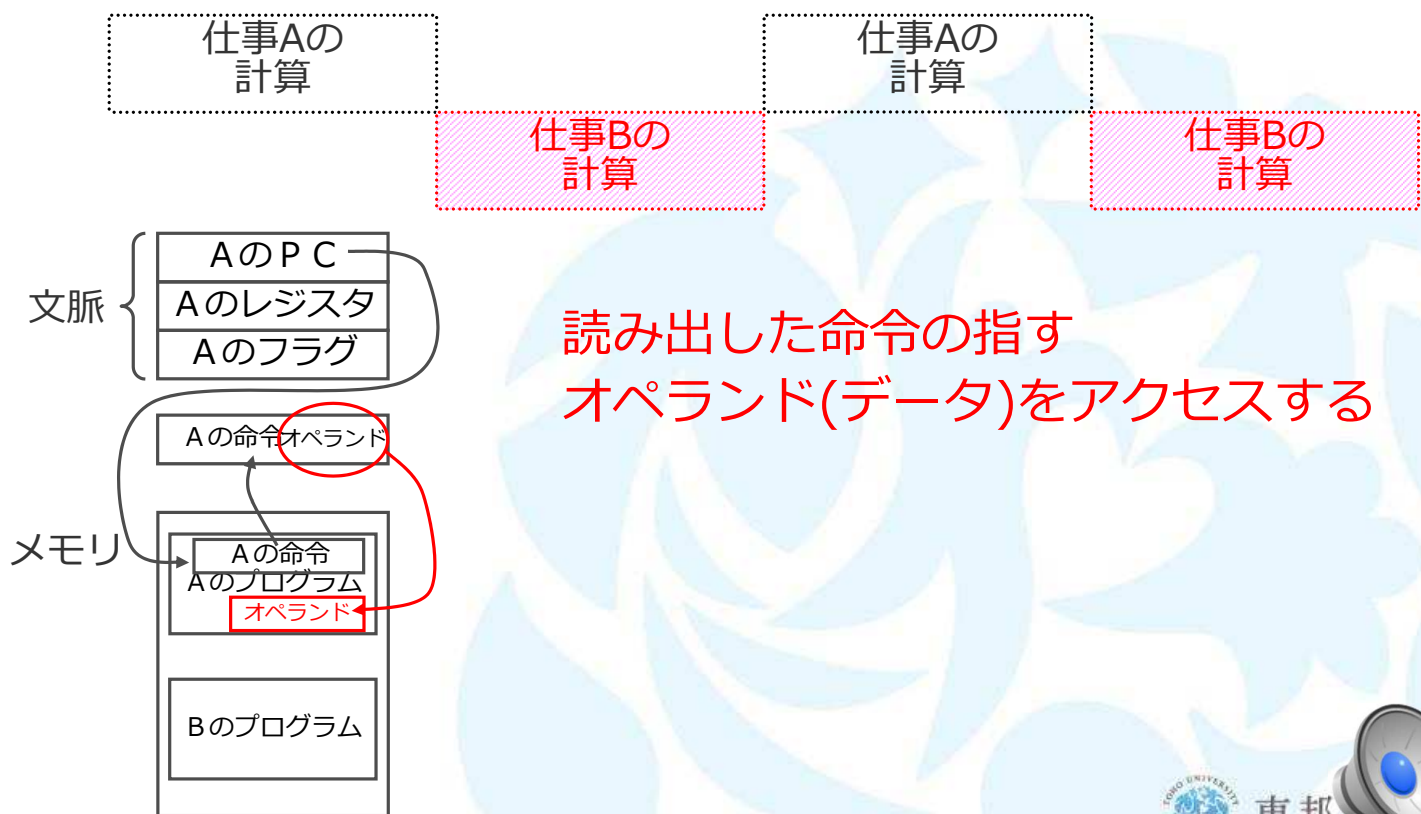 仕事Aの
計算
仕事Aの
計算
仕事Bの
計算
仕事Bの
計算
文脈
AのPC
Aのレジスタ
Aのフラグ
読み出した命令の指す
オペランド(データ)をアクセスする
Aの命令オペランド
メモリ
Aの命令
Aのプログラム
オペランド
Bのプログラム
TOHO UNIVERSITY
東邦